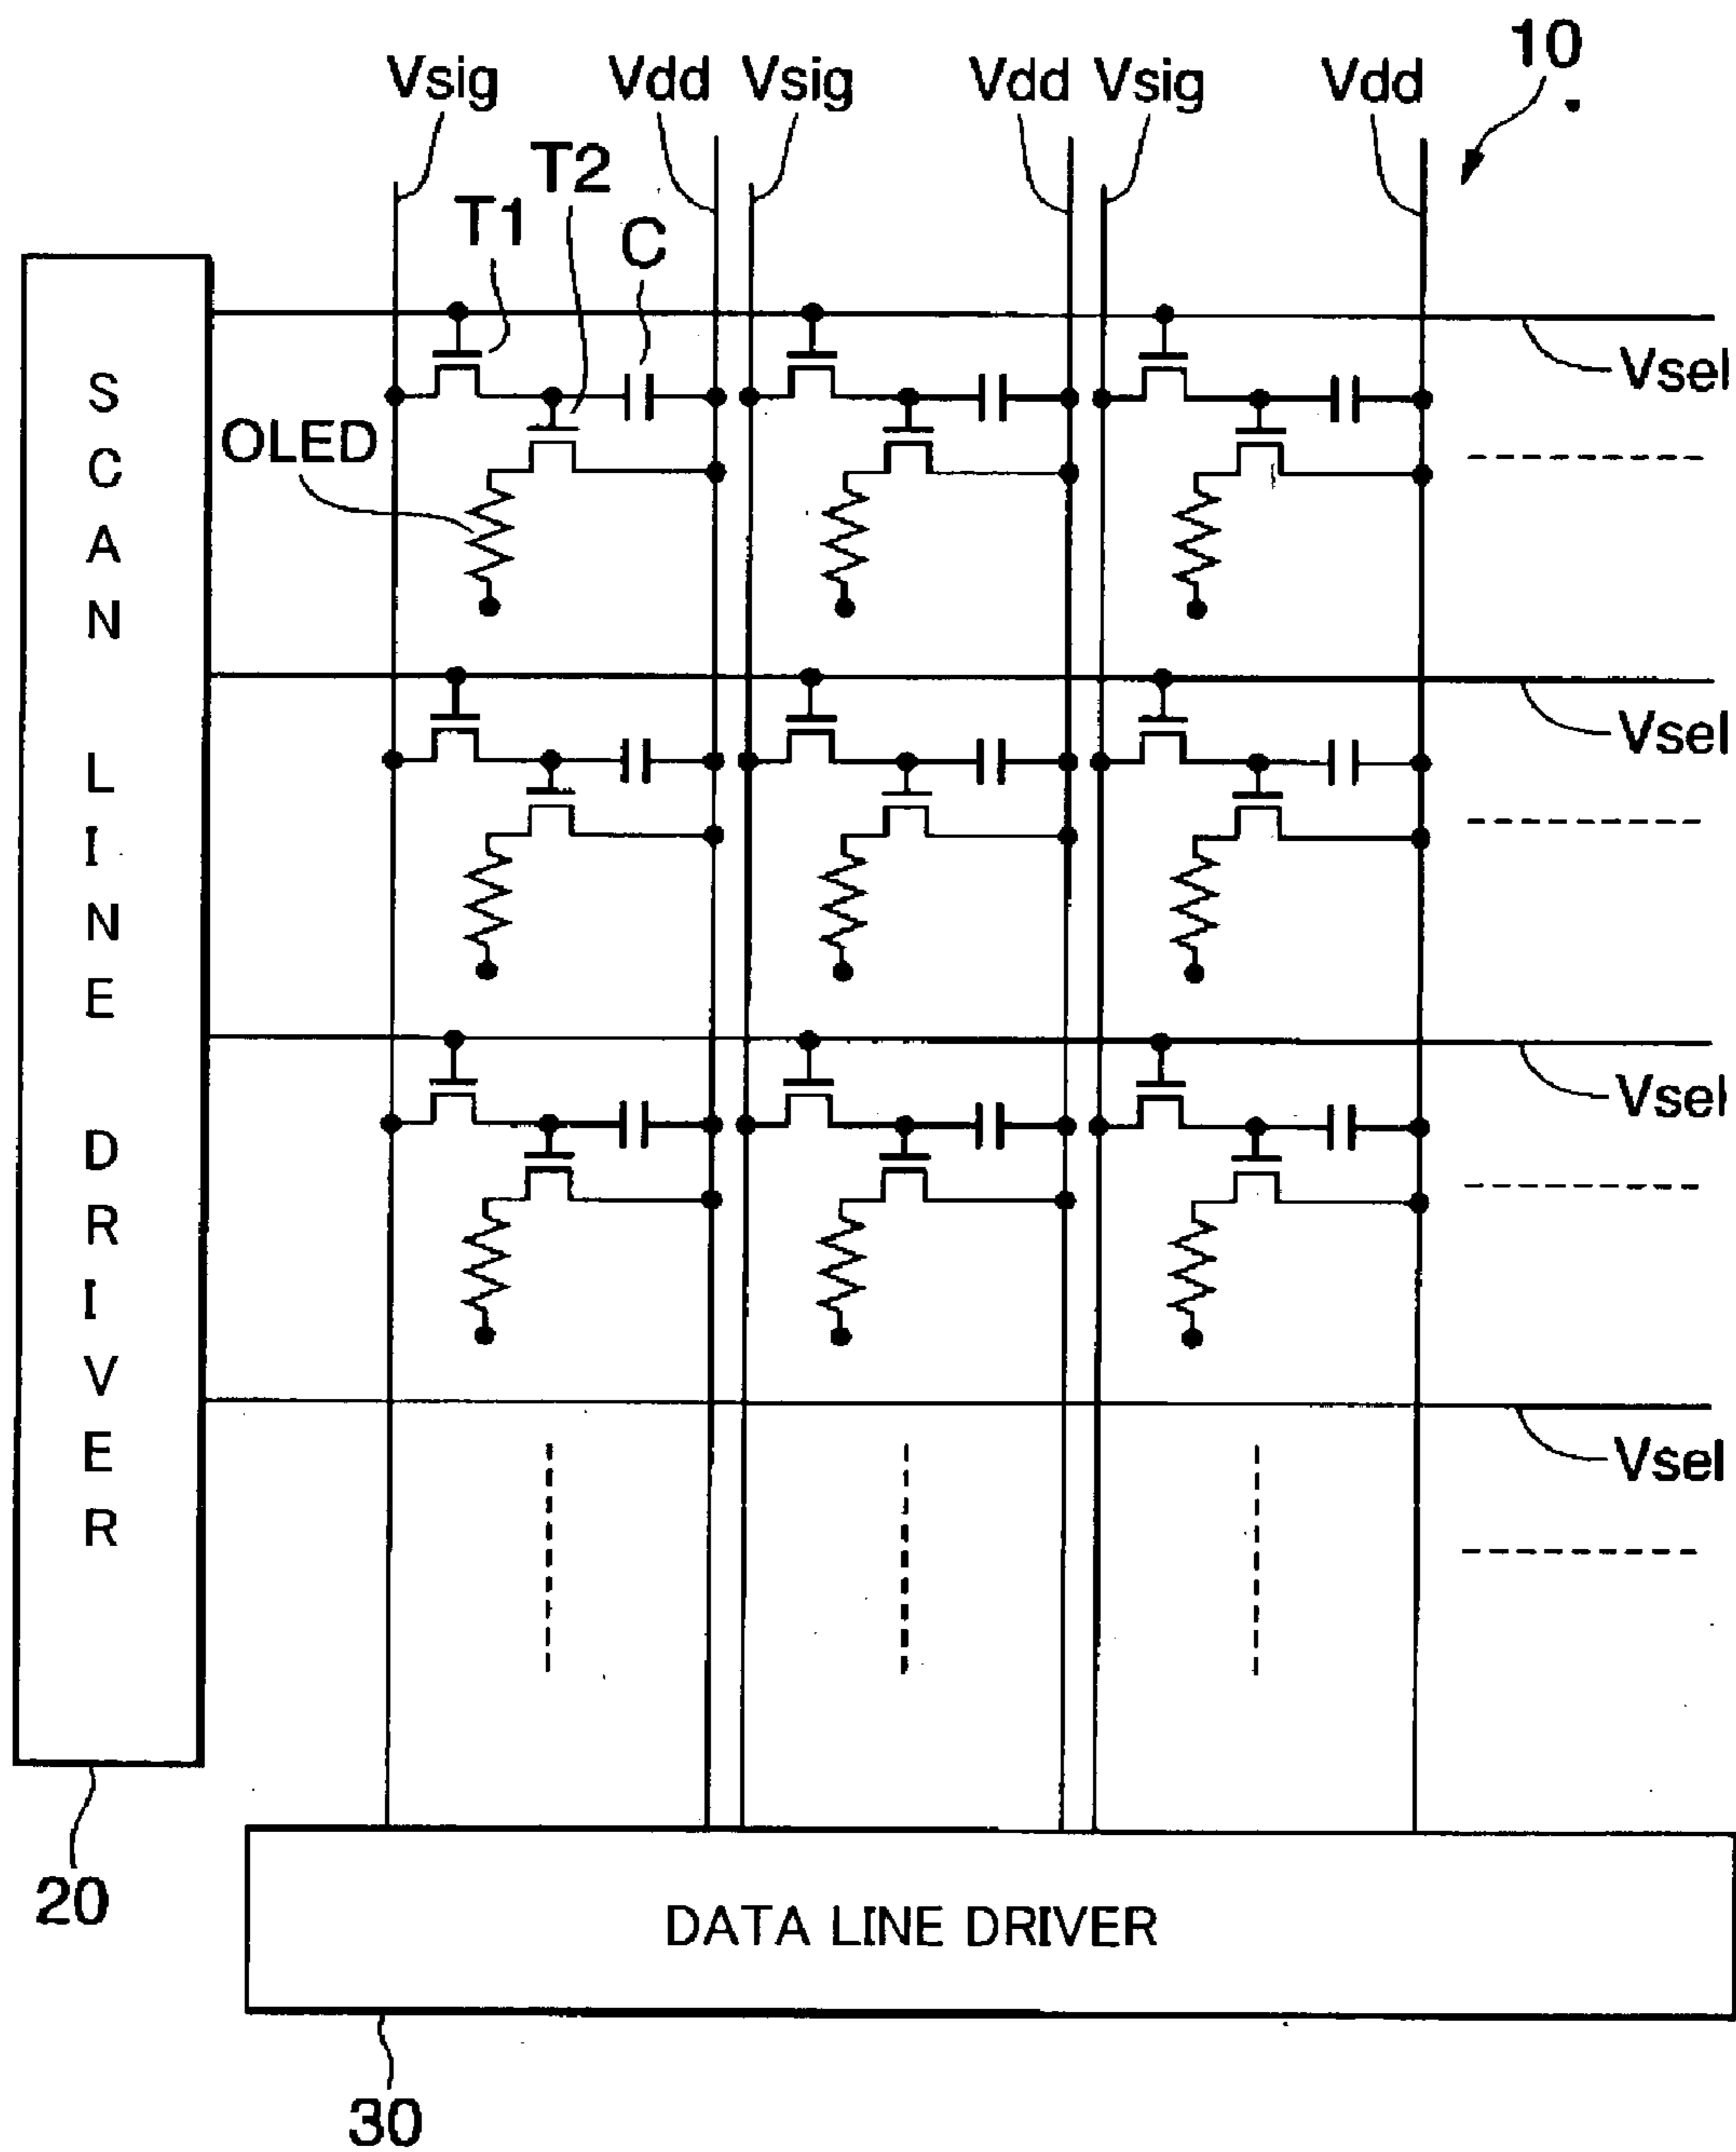 10
Vsig
Vdd
Vsig
Vdd
Vsig
Vdd
T2
T1
C
Vsel
OLED
SCAN LINE DRIVER
Vsel
Vsel
Vsel
20
DATA LINE DRIVER
30